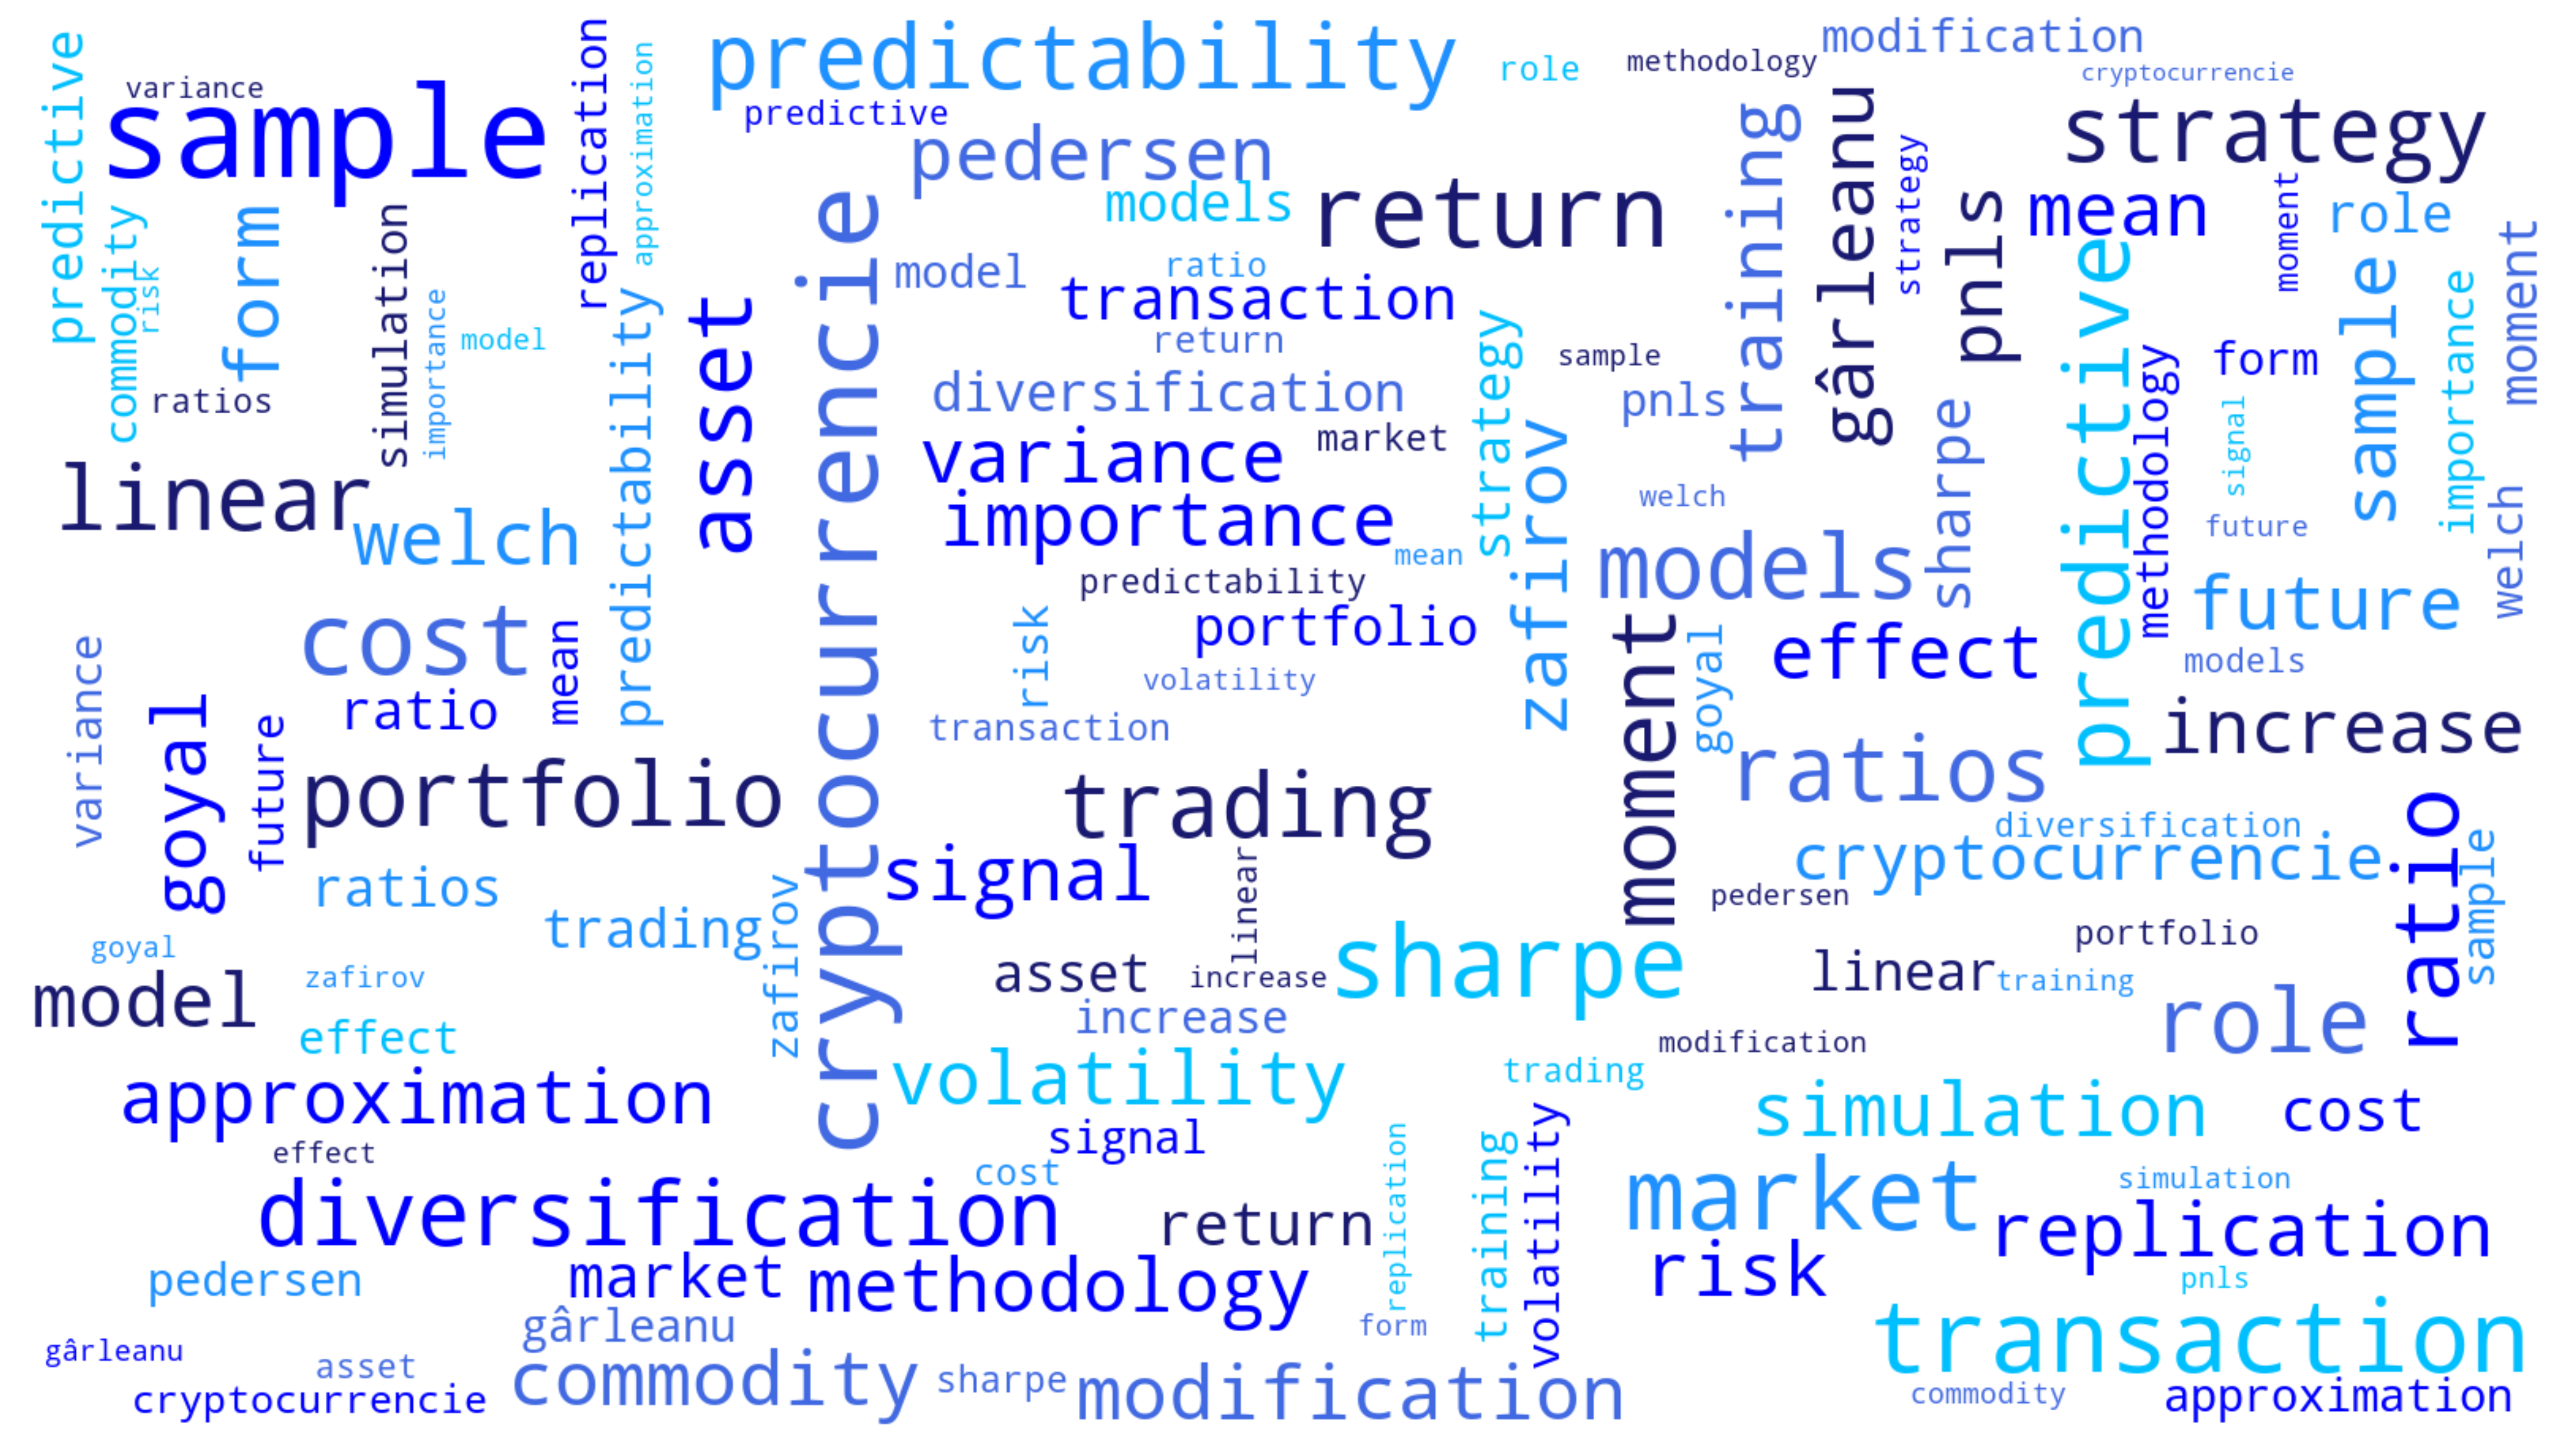 predictive
variance
sample
replication
approximation
predictability
predictive
role
methodology
modification
cryptocurrencie
strategy
pedersen
models
return
training
gârleanu
strategy
pnls
mean
moment
role
moment
commodity
risk
form
simulation
importance
model
ratios
predictability
asset
cryptocurrencie
model
ratio
transaction
return
diversification
variance
market
importance
mean
strategy
zafirov
sample
pnls
welch
models
sharpe
predictive
methodology
form
signal
sample
importance
future
welch
linear
welch
cost
mean
ratio
variance
goyal
future
portfolio
predictability
portfolio
risk
volatility
transaction
trading
moment
goyal
effect
future
models
increase
ratios
diversification
cryptocurrencie
ratio
sample
ratios
trading
zafirov
signal
linear
pedersen
portfolio
goyal
model
zafirov
effect
asset
increase
sharpe
increase
linear
training
role
modification
approximation
effect
volatility
signal
trading
simulation
cost
diversification
cost
return
replication
training
volatility
market
simulation
replication
risk
pnls
pedersen
market
methodology
gârleanu
form
transaction
gârleanu
asset
cryptocurrencie
commodity
sharpe
modification
commodity
approximation